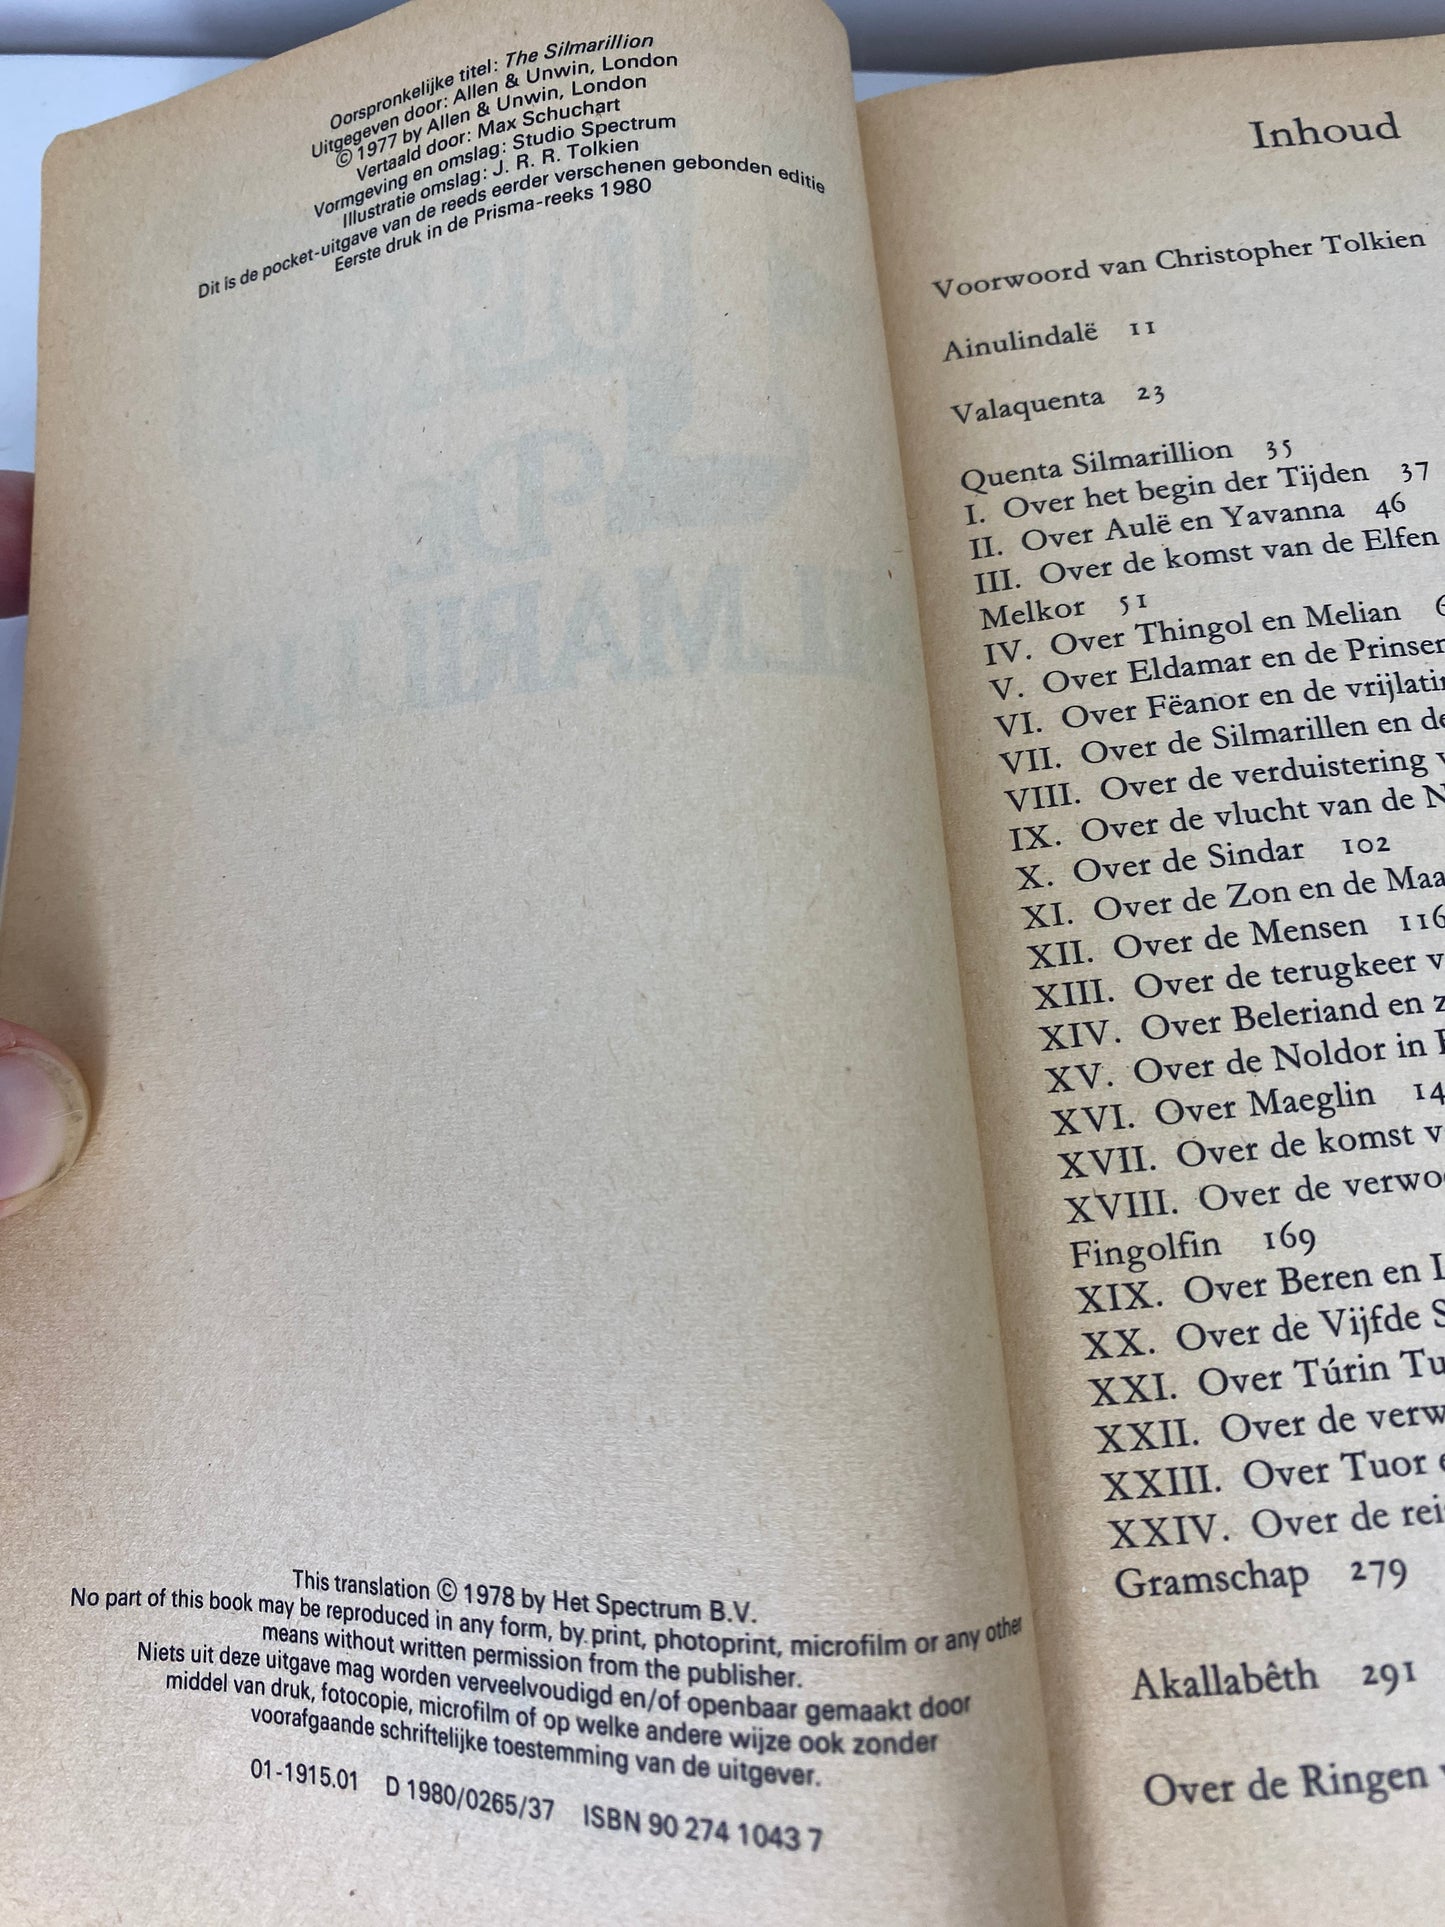 Oorspronkelijke titel: The Silmarillion
Uitgegeven door: Allen & Unwin, London
© 1977 by Allen & Unwin, London
Vertaald door: Max Schuchart
Vormgeving en omslag: Studio Spectrum
Illustratie omslag: J. R. R. Tolkien
Dit is de pocket-uitgave van de reeds eerder verschenen gebonden editie
Eerste druk in de Prisma-reeks 1980
This translation © 1978 by Het Spectrum B.V.
No part of this book may be reproduced in any form, by print, photoprint, microfilm or any other
means without written permission from the publisher.
Niets uit deze uitgave mag worden verveelvoudigd en/of openbaar gemaakt door
middel van druk, fotocopie, microfilm of op welke andere wijze ook zonder
voorafgaande schriftelijke toestemming van de uitgever.
01-1915.01 D 1980/0265/37 ISBN 90 274 1043 7
Inhoud
Voorwoord van Christopher Tolkien
Ainulindalë 11
Valaquenta 23
Quenta Silmarillion 35
I. Over het begin der Tijden 37
II. Over Aulë en Yavanna 46
III. Over de komst van de Elfen
Melkor 51
IV. Over Thingol en Melian
V. Over Eldamar en de
VI. Over Fëanor en de
VII. Over de Silmarillen en
VIII. Over de verduistering
IX. Over de vlucht van de
X. Over de Sindar 102
XI. Over de Zon en de
XII. Over de Mensen 116
XIII. Over de terugkeer
XIV. Over Beleriand en
XV. Over de Noldor in
XVI. Over Maeglin
XVII. Over de komst
XVIII. Over de
Fingolfin 169
XIX. Over Beren en
XX. Over de Vijfde
XXI. Over Túrin
XXII. Over de
XXIII. Over Tuor
XXIV. Over de
Gramschap 279
Akallabêth 291
Over de Ringen